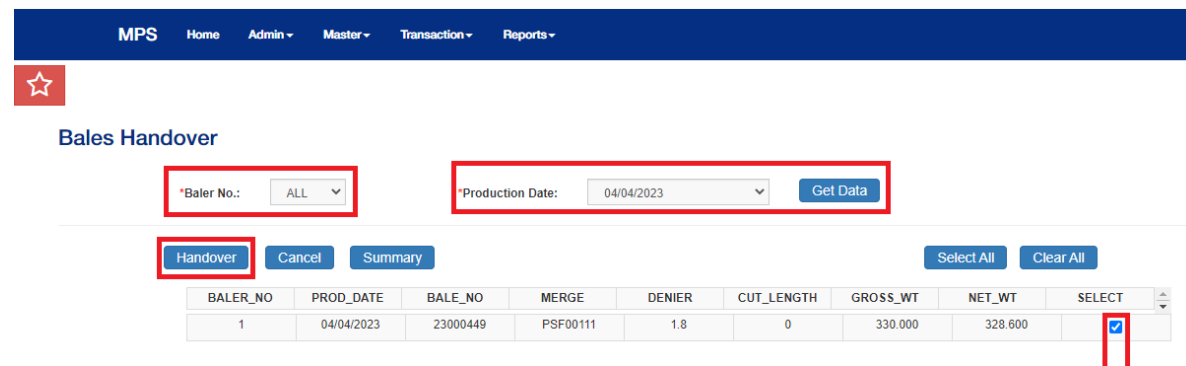 MPS Home Admin Master Transaction Reports
Bales Handover
*Baler No.: ALL *Production Date: 04/04/2023 Get Data
Handover Cancel Summary Select All Clear All
BALER_NO PROD_DATE BALE_NO MERGE DENIER CUT_LENGTH GROSS_WT NET_WT SELECT
1 04/04/2023 23000449 PSF00111 1.8 0 330.000 328.600